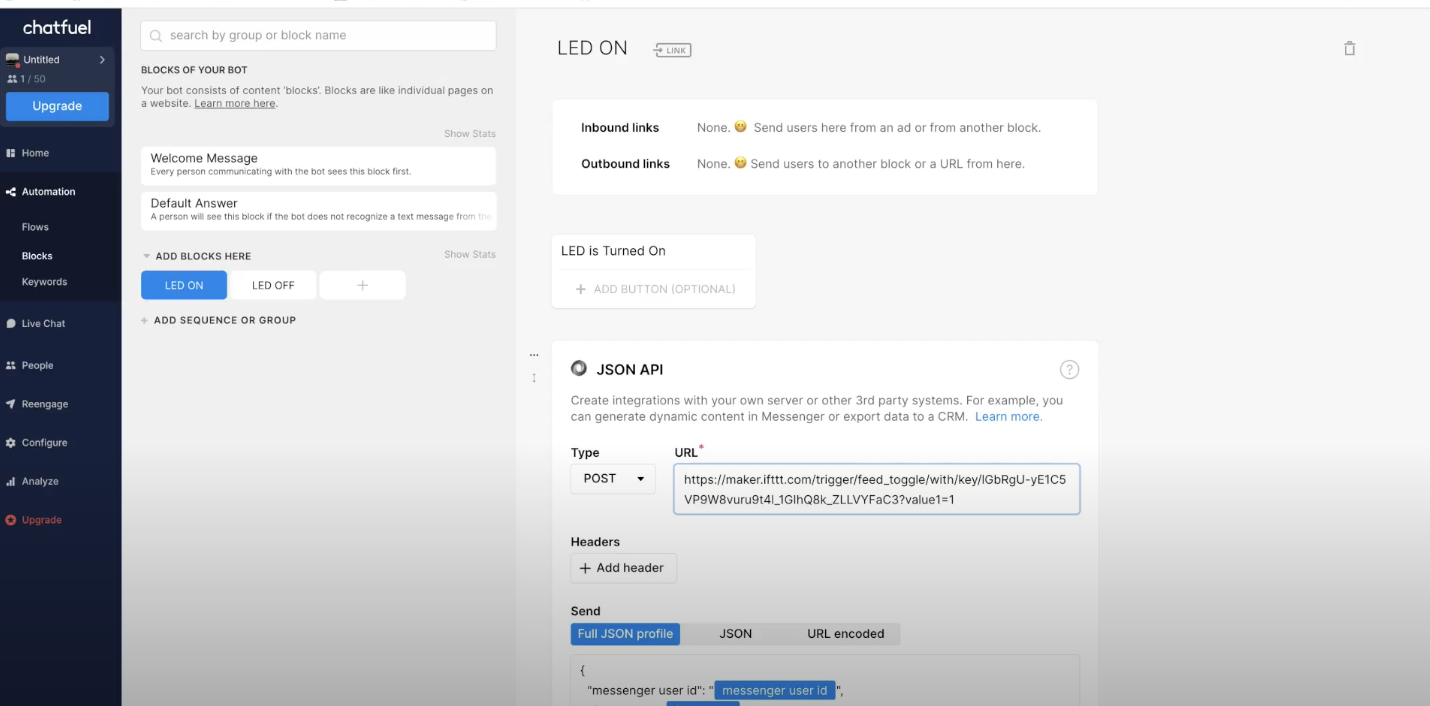 chatfuel
Untitled
1 / 50
Upgrade
Home
Automation
Flows
Blocks
Keywords
Live Chat
People
Reengage
Configure
Analyze
Upgrade
search by group or block name
BLOCKS OF YOUR BOT
Your bot consists of content 'blocks'. Blocks are like individual pages on
a website. Learn more here.
Show Stats
Welcome Message
Every person communicating with the bot sees this block first.
Default Answer
A person will see this block if the bot does not recognize a text message from the
ADD BLOCKS HERE
Show Stats
LED ON
LED OFF
+
+ ADD SEQUENCE OR GROUP
LED ON
LINK
Inbound links None. 😀 Send users here from an ad or from another block.
Outbound links None. 😀 Send users to another block or a URL from here.
LED is Turned On
+ ADD BUTTON (OPTIONAL)
JSON API
?
Create integrations with your own server or other 3rd party systems. For example, you
can generate dynamic content in Messenger or export data to a CRM. Learn more.
Type
URL*
POST
https://maker.ifttt.com/trigger/feed_toggle/with/key/lGbRgU-yE1C5
VP9W8vuru9t4l_1GlhQ8k_ZLLVYFaC3?value1=1
Headers
+ Add header
Send
Full JSON profile
JSON
URL encoded
{
"messenger user id": "messenger user id",